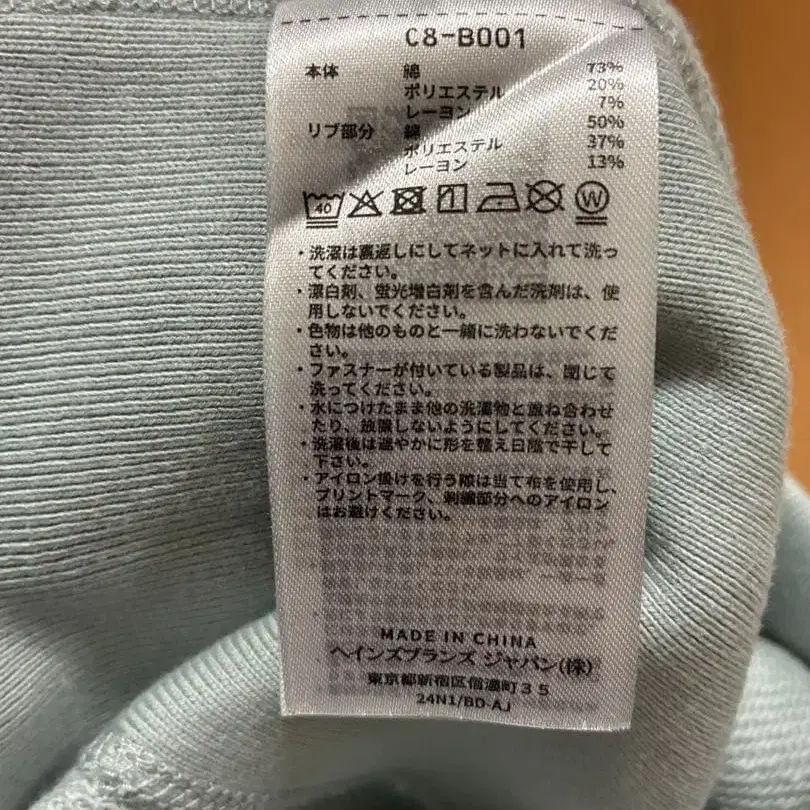 C8-B001
本体 綿 73%
ポリエステル 20%
レーヨン 7%
リブ部分 綿 50%
ポリエステル 37%
レーヨン 13%
40 W
・洗濯は裏返しにしてネットに入れて洗っ
てください。
・漂白剤、蛍光増白剤を含んだ洗剤は、使
用しないでください。
・色物は他のものと一緒に洗わないでくだ
さい。
・ファスナーが付いている製品は、閉じて
洗ってください。
・水につけたまま他の洗濯物と重ね合わせ
たり、放置しないようにしてください。
・洗濯後は速やかに形を整え日陰で干して
下さい。
・アイロン掛けを行う際は当て布を使用し、
プリントマーク、刺繍部分へのアイロン
はお避けください。
MADE IN CHINA
ヘインズブランズ ジャパン(株)
東京都新宿区信濃町35
24N1/BD-AJ